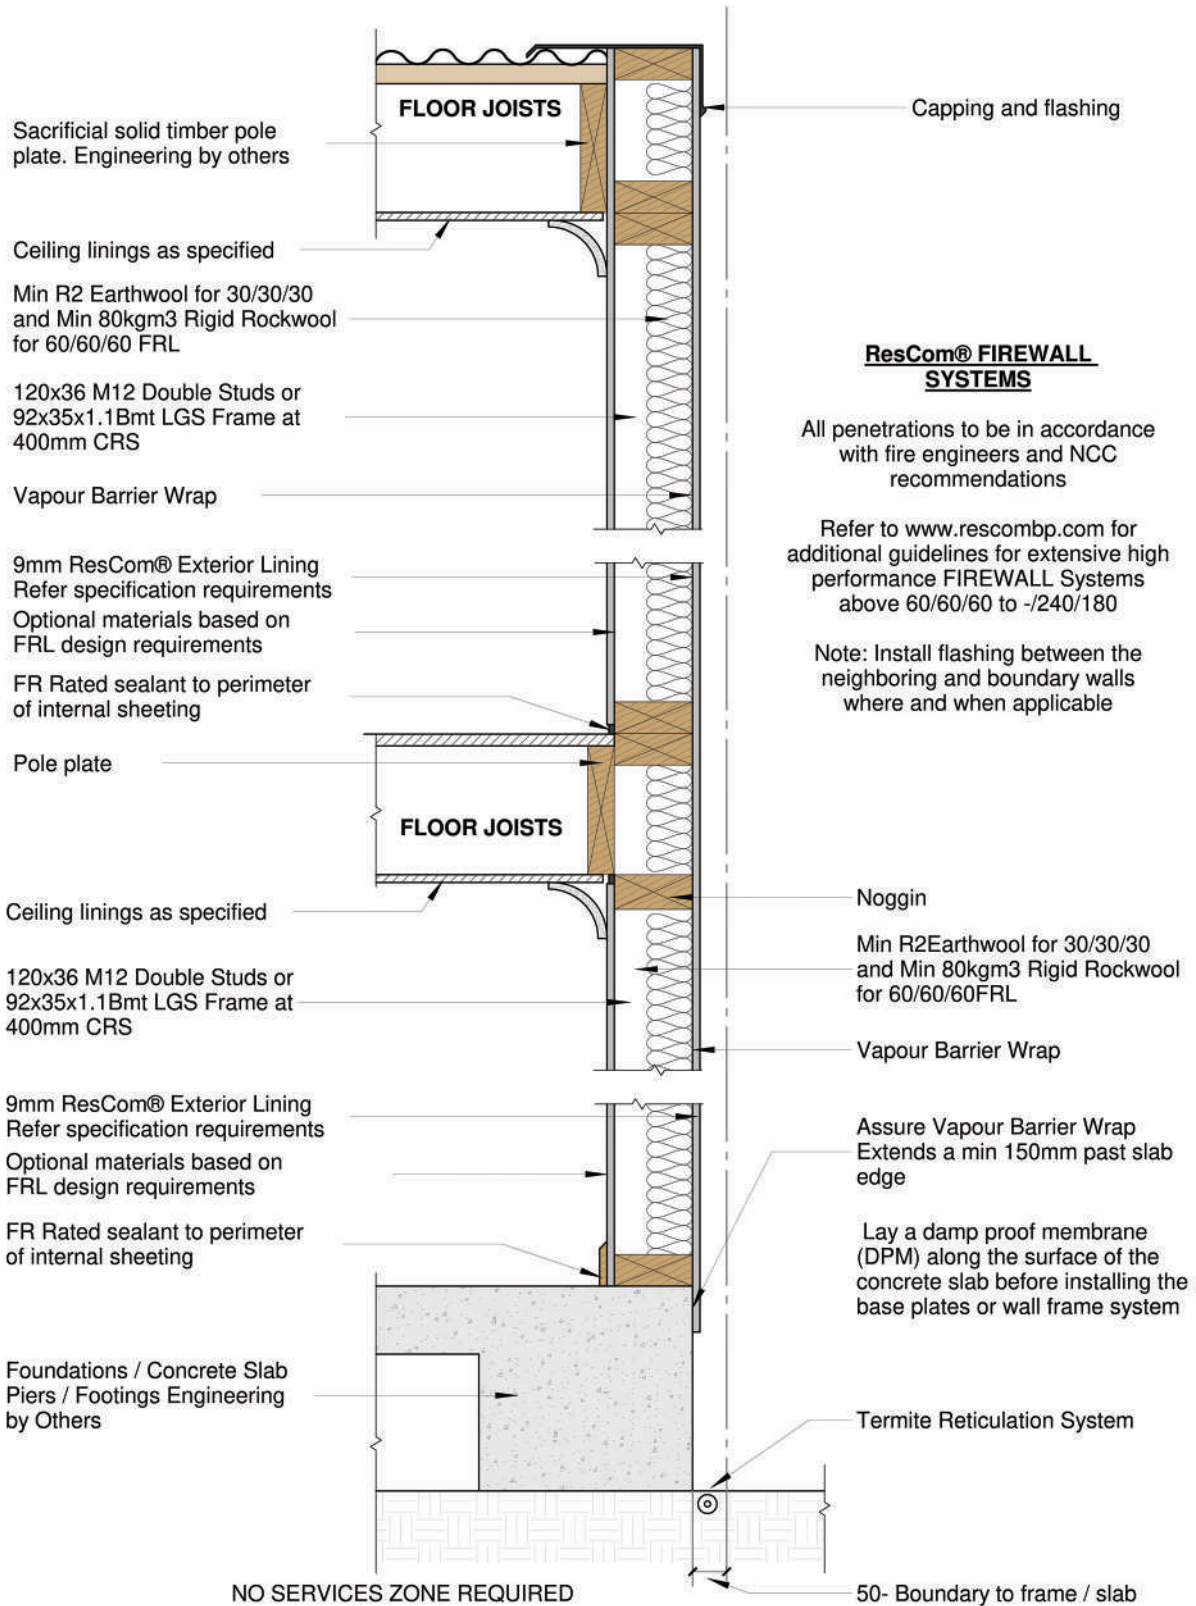 FLOOR JOISTS
Capping and flashing
Sacrificial solid timber pole
plate. Engineering by others
Ceiling linings as specified
Min R2 Earthwool for 30/30/30
and Min 80kgm3 Rigid Rockwool
for 60/60/60 FRL
120x36 M12 Double Studs or
92x35x1.1Bmt LGS Frame at
400mm CRS
Vapour Barrier Wrap
9mm ResCom® Exterior Lining
Refer specification requirements
Optional materials based on
FRL design requirements
FR Rated sealant to perimeter
of internal sheeting
Pole plate
FLOOR JOISTS
Ceiling linings as specified
120x36 M12 Double Studs or
92x35x1.1Bmt LGS Frame at
400mm CRS
9mm ResCom® Exterior Lining
Refer specification requirements
Optional materials based on
FRL design requirements
FR Rated sealant to perimeter
of internal sheeting
Foundations / Concrete Slab
Piers / Footings Engineering
by Others
NO SERVICES ZONE REQUIRED
ResCom® FIREWALL
SYSTEMS
All penetrations to be in accordance
with fire engineers and NCC
recommendations
Refer to www.rescombp.com for
additional guidelines for extensive high
performance FIREWALL Systems
above 60/60/60 to -/240/180
Note: Install flashing between the
neighboring and boundary walls
where and when applicable
Noggin
Min R2Earthwool for 30/30/30
and Min 80kgm3 Rigid Rockwool
for 60/60/60FRL
Vapour Barrier Wrap
Assure Vapour Barrier Wrap
Extends a min 150mm past slab
edge
Lay a damp proof membrane
(DPM) along the surface of the
concrete slab before installing the
base plates or wall frame system
Termite Reticulation System
50- Boundary to frame / slab